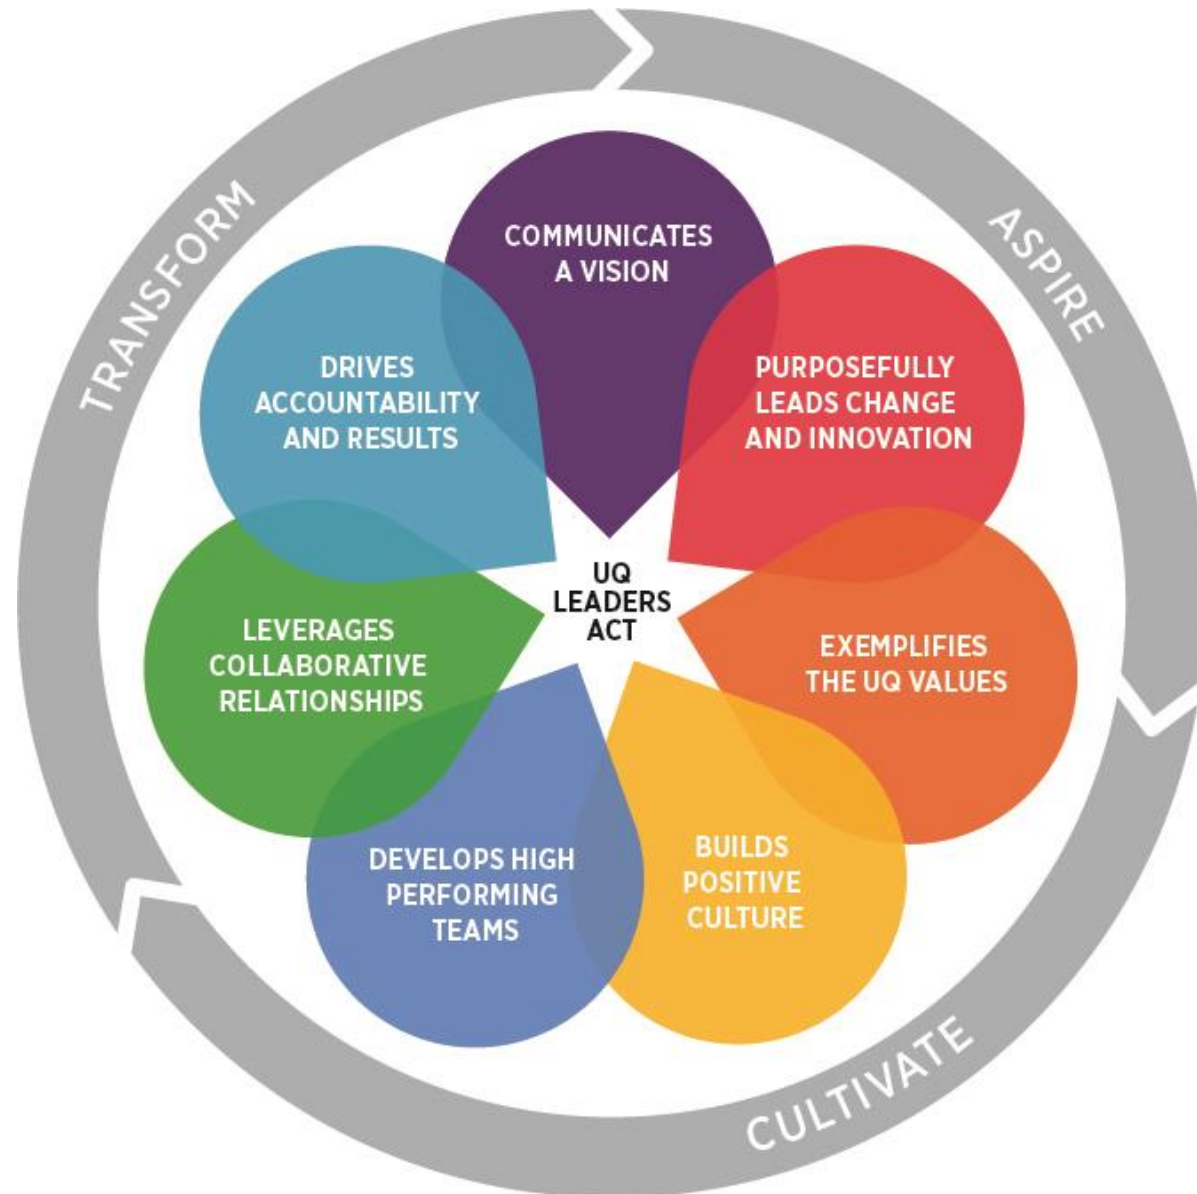 COMMUNICATES
A VISION
PURPOSEFULLY
LEADS CHANGE
AND INNOVATION
EXEMPLIFIES
THE UQ VALUES
BUILDS
POSITIVE
CULTURE
DEVELOPS HIGH
PERFORMING
TEAMS
LEVERAGES
COLLABORATIVE
RELATIONSHIPS
DRIVES
ACCOUNTABILITY
AND RESULTS
UQ
LEADERS
ACT
ASPIRE
CULTIVATE
TRANSFORM